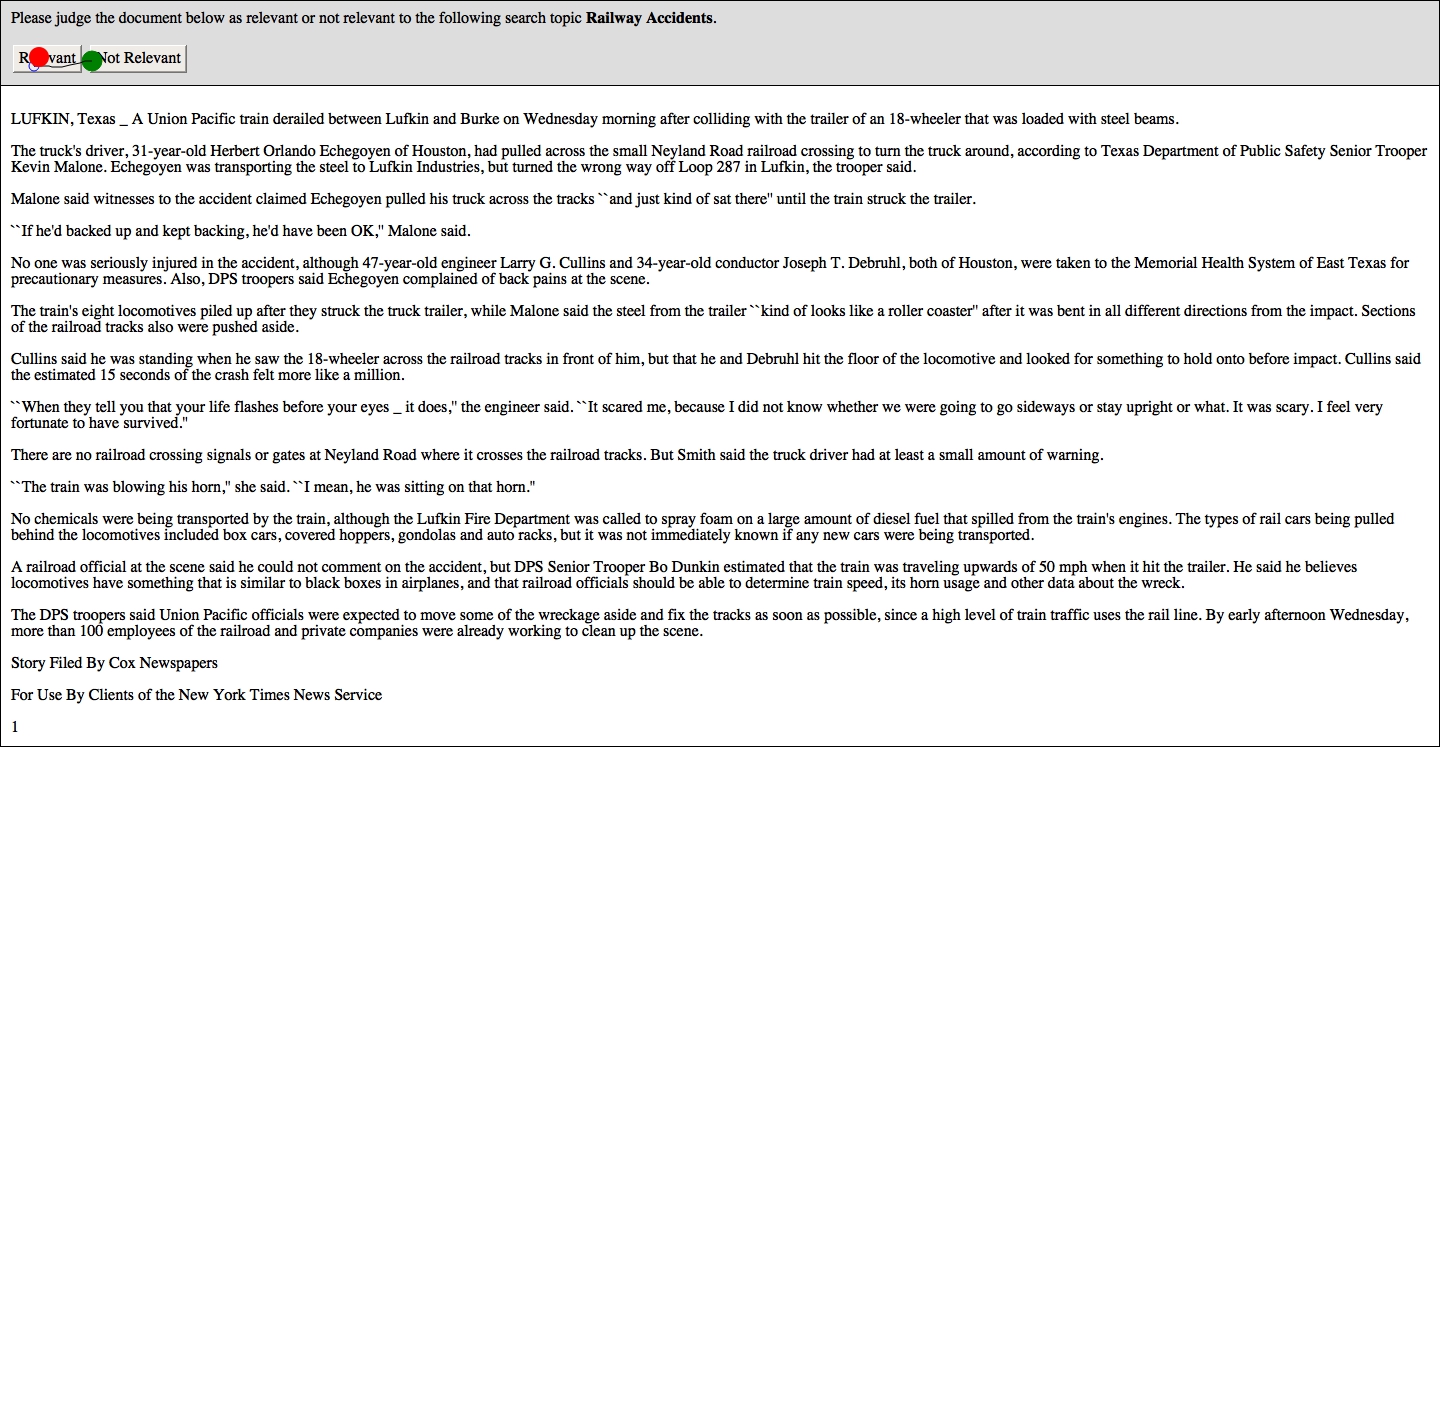 Please judge the document below as relevant or not relevant to the following search topic Railway Accidents.
Relevant Not Relevant
LUFKIN, Texas _ A Union Pacific train derailed between Lufkin and Burke on Wednesday morning after colliding with the trailer of an 18-wheeler that was loaded with steel beams.
The truck's driver, 31-year-old Herbert Orlando Echegoyen of Houston, had pulled across the small Neyland Road railroad crossing to turn the truck around, according to Texas Department of Public Safety Senior Trooper
Kevin Malone. Echegoyen was transporting the steel to Lufkin Industries, but turned the wrong way off Loop 287 in Lufkin, the trooper said.
Malone said witnesses to the accident claimed Echegoyen pulled his truck across the tracks ``and just kind of sat there'' until the train struck the trailer.
``If he'd backed up and kept backing, he'd have been OK,'' Malone said.
No one was seriously injured in the accident, although 47-year-old engineer Larry G. Cullins and 34-year-old conductor Joseph T. Debruhl, both of Houston, were taken to the Memorial Health System of East Texas for
precautionary measures. Also, DPS troopers said Echegoyen complained of back pains at the scene.
The train's eight locomotives piled up after they struck the truck trailer, while Malone said the steel from the trailer ``kind of looks like a roller coaster'' after it was bent in all different directions from the impact. Sections
of the railroad tracks also were pushed aside.
Cullins said he was standing when he saw the 18-wheeler across the railroad tracks in front of him, but that he and Debruhl hit the floor of the locomotive and looked for something to hold onto before impact. Cullins said
the estimated 15 seconds of the crash felt more like a million.
``When they tell you that your life flashes before your eyes _ it does,'' the engineer said. ``It scared me, because I did not know whether we were going to go sideways or stay upright or what. It was scary. I feel very
fortunate to have survived.''
There are no railroad crossing signals or gates at Neyland Road where it crosses the railroad tracks. But Smith said the truck driver had at least a small amount of warning.
``The train was blowing his horn,'' she said. ``I mean, he was sitting on that horn.''
No chemicals were being transported by the train, although the Lufkin Fire Department was called to spray foam on a large amount of diesel fuel that spilled from the train's engines. The types of rail cars being pulled
behind the locomotives included box cars, covered hoppers, gondolas and auto racks, but it was not immediately known if any new cars were being transported.
A railroad official at the scene said he could not comment on the accident, but DPS Senior Trooper Bo Dunkin estimated that the train was traveling upwards of 50 mph when it hit the trailer. He said he believes
locomotives have something that is similar to black boxes in airplanes, and that railroad officials should be able to determine train speed, its horn usage and other data about the wreck.
The DPS troopers said Union Pacific officials were expected to move some of the wreckage aside and fix the tracks as soon as possible, since a high level of train traffic uses the rail line. By early afternoon Wednesday,
more than 100 employees of the railroad and private companies were already working to clean up the scene.
Story Filed By Cox Newspapers
For Use By Clients of the New York Times News Service
1